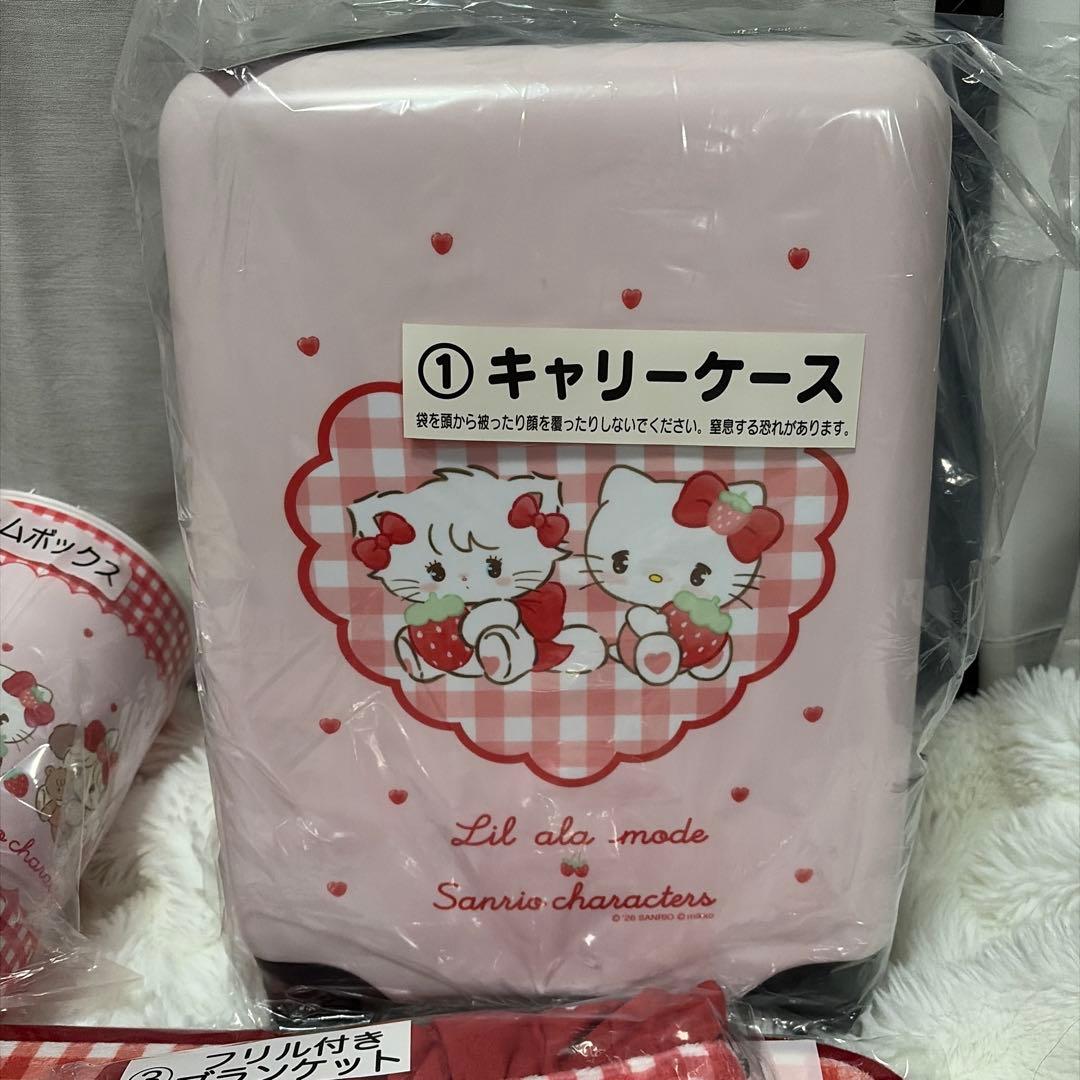 ① キャリーケース
袋を頭から被ったり顔を覆ったりしないでください。窒息する恐れがあります。
ムボックス
Lil ala mode
Sanrio characters
© '26 SANRIO © mikko
フリル付き
③ブランケット